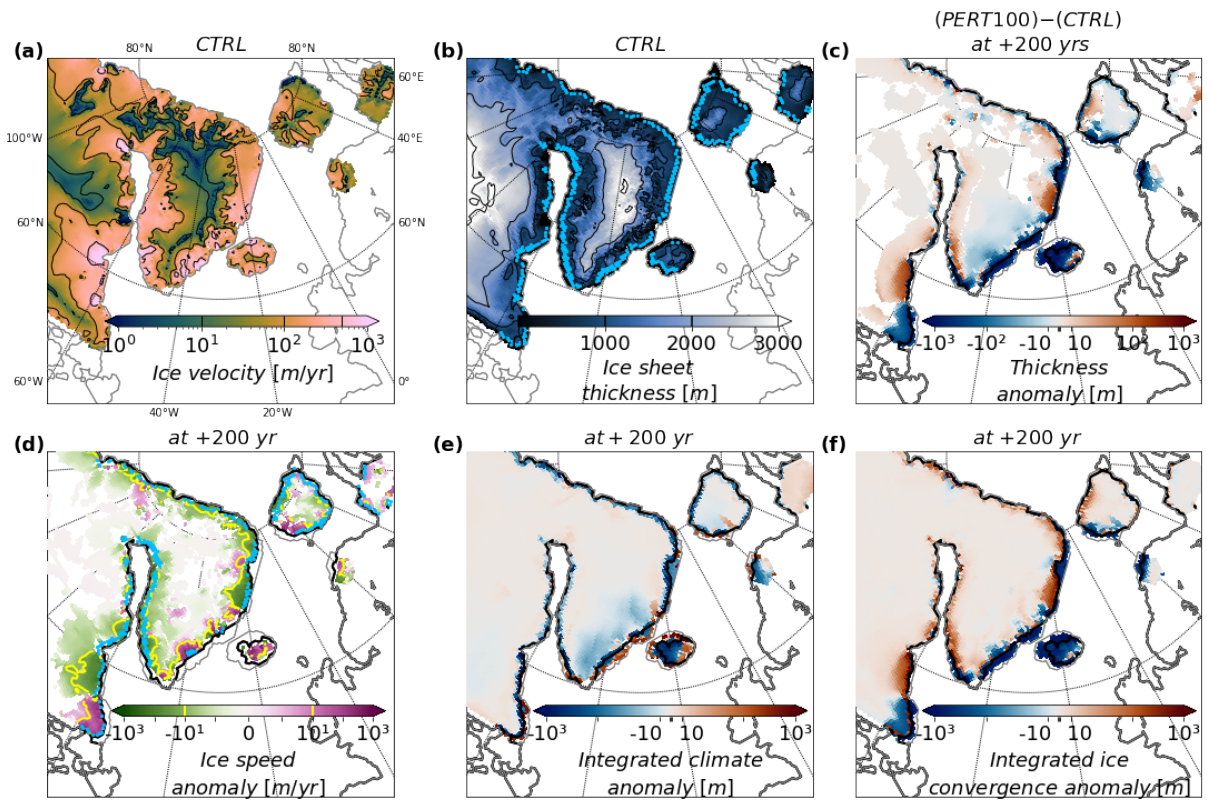 (PERT100)−(CTRL)
(a) 80°N CTRL 80°N
(b) CTRL
(c) at +200 yrs
60°E
100°W
40°E
60°N
60°N
10⁰ 10¹ 10² 10³
Ice velocity [m/yr]
1000 2000 3000
Ice sheet
thickness [m]
-10³ -10² -10 10 10² 10³
Thickness
anomaly [m]
60°W
0°
40°W
20°W
(d) at +200 yr
(e) at + 200 yr
(f) at +200 yr
-10³ -10¹ 0 10¹ 10³
Ice speed
anomaly [m/yr]
-10³ -10 10 10³
Integrated climate
anomaly [m]
-10³ -10 10 10³
Integrated ice
convergence anomaly [m]